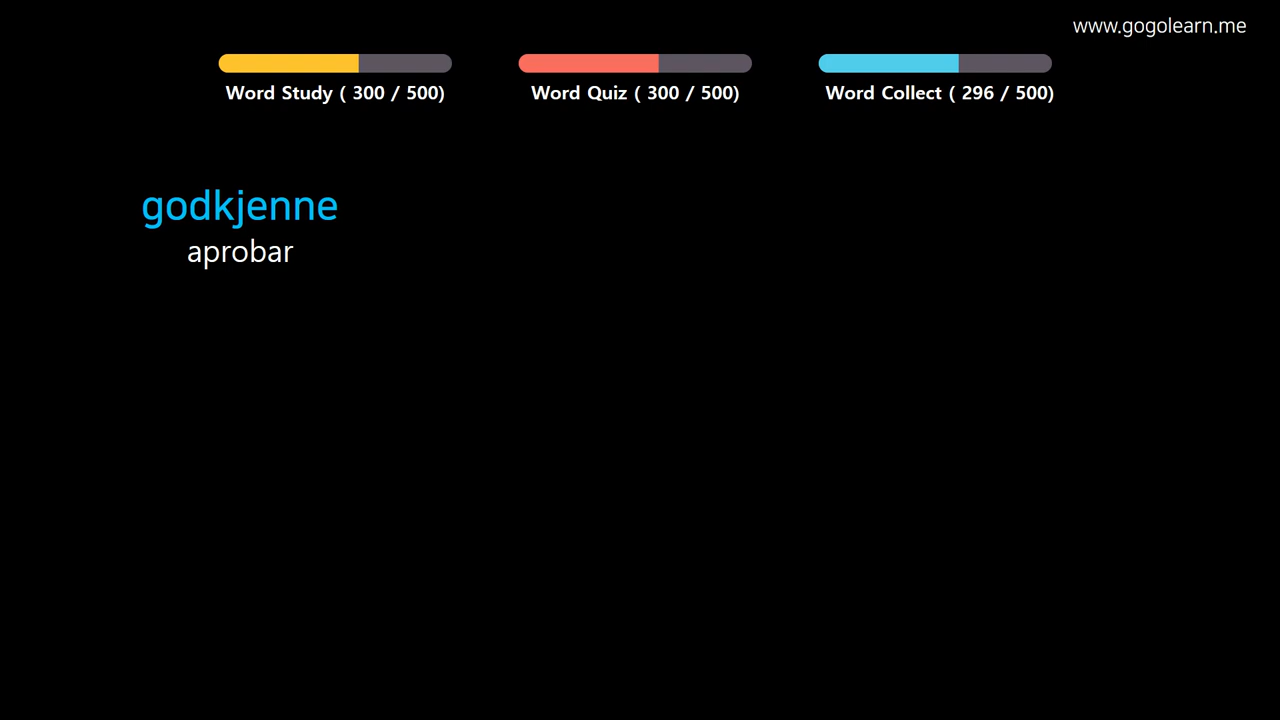 www.gogolearn.me
Word Study ( 300 / 500)
Word Quiz ( 300 / 500)
Word Collect ( 296 / 500)
godkjenne
aprobar